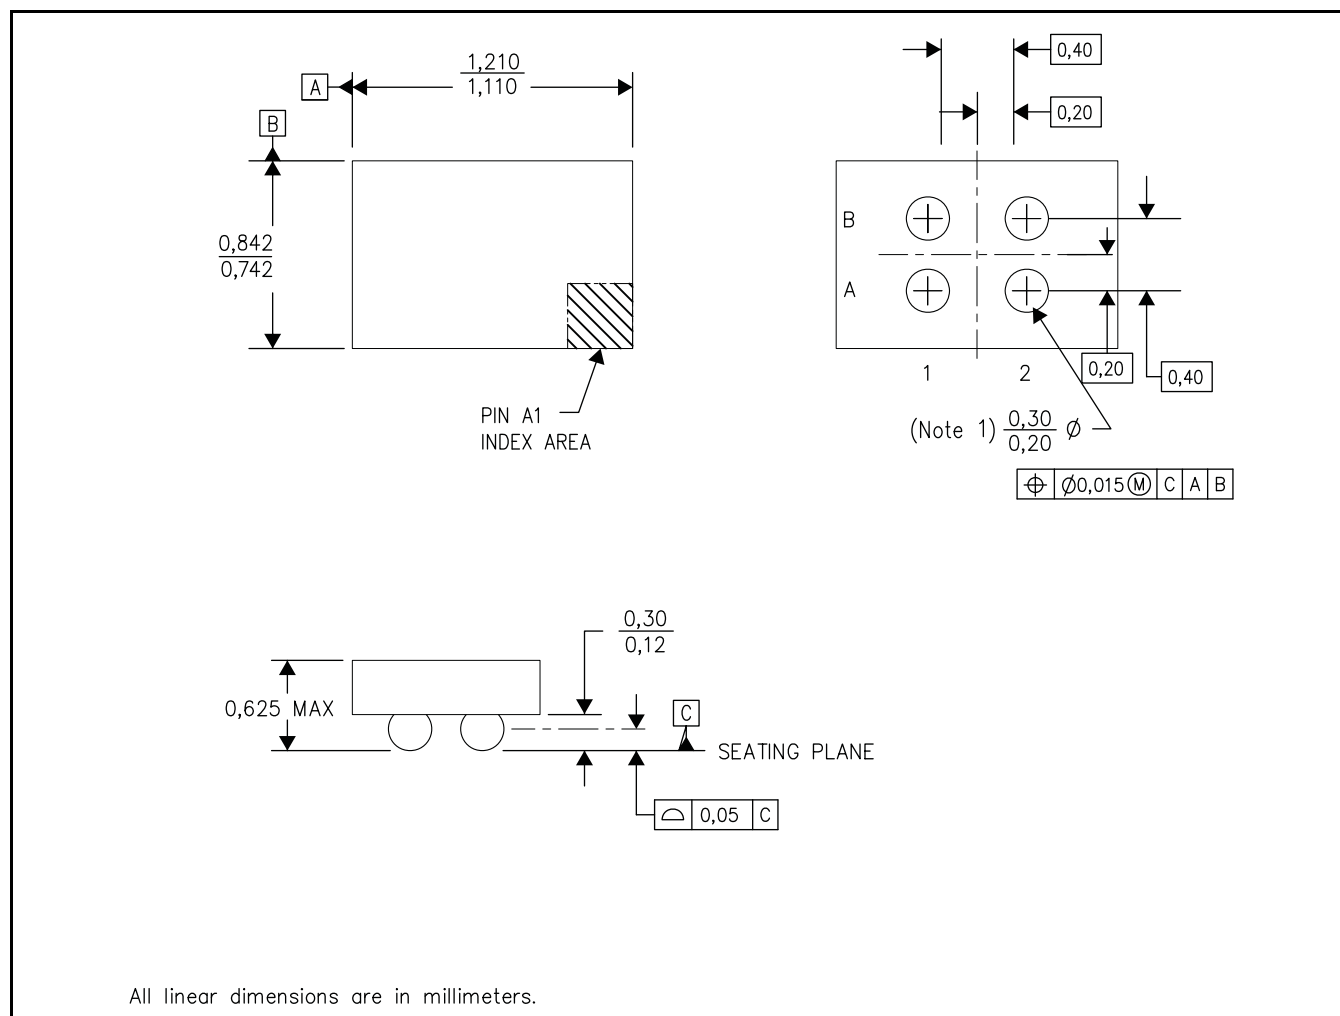 1,210
1,110
A
B
0,842
0,742
PIN A1
INDEX AREA
0,40
0,20
B
A
1 2
0,20
0,40
(Note 1) 0,30
0,20 Ø
⌖ Ø0,015 Ⓜ C A B
0,30
0,12
0,625 MAX
C
SEATING PLANE
⌓ 0,05 C
All linear dimensions are in millimeters.